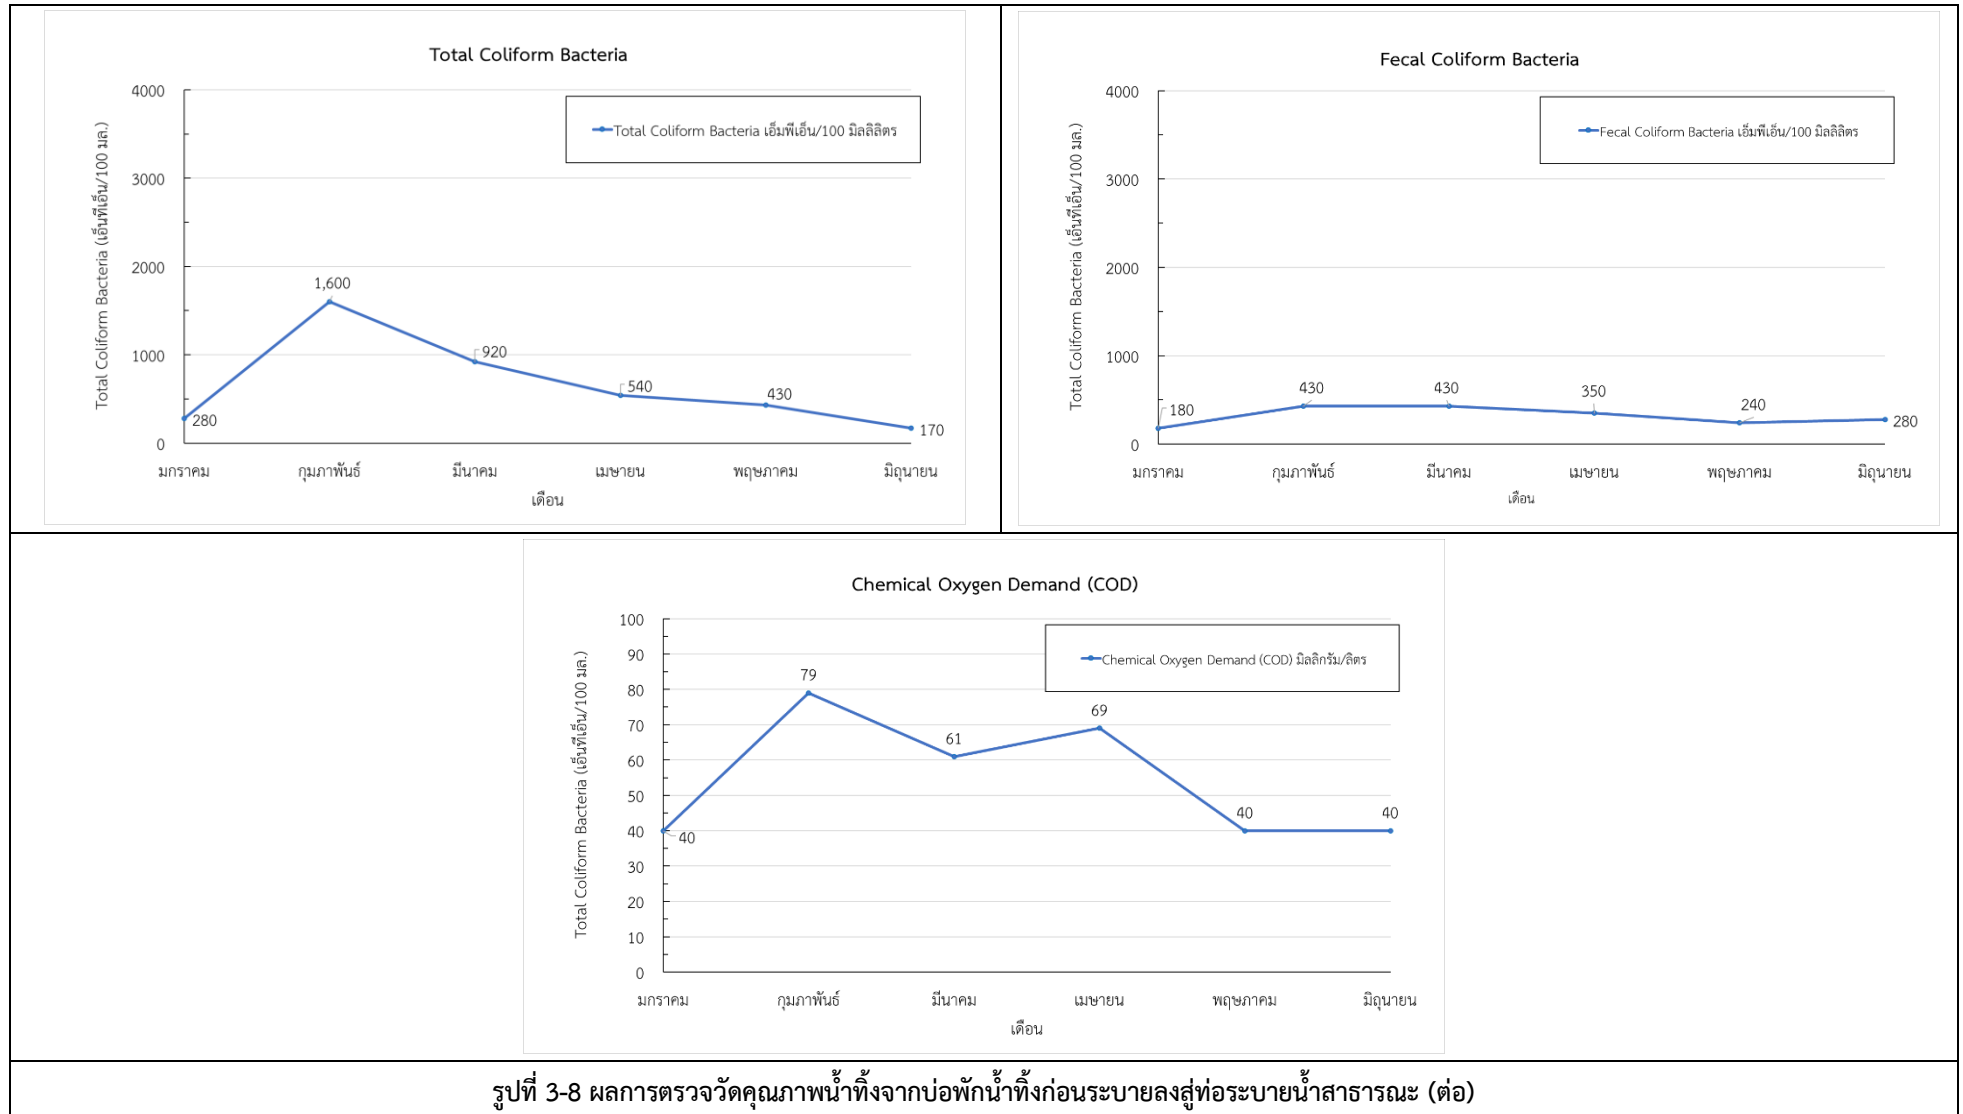 Total Coliform Bacteria
Total Coliform Bacteria (เอ็นทีเอ็น/100 มล.)
4000
3000
2000
1000
0
Total Coliform Bacteria เอ็มพีเอ็น/100 มิลลิลิตร
280
1,600
920
540
430
170
มกราคม กุมภาพันธ์ มีนาคม เมษายน พฤษภาคม มิถุนายน
เดือน
Fecal Coliform Bacteria
Total Coliform Bacteria (เอ็นทีเอ็น/100 มล.)
4000
3000
2000
1000
0
Fecal Coliform Bacteria เอ็มพีเอ็น/100 มิลลิลิตร
180
430
430
350
240
280
มกราคม กุมภาพันธ์ มีนาคม เมษายน พฤษภาคม มิถุนายน
เดือน
Chemical Oxygen Demand (COD)
Total Coliform Bacteria (เอ็นทีเอ็น/100 มล.)
100
90
80
70
60
50
40
30
20
10
0
Chemical Oxygen Demand (COD) มิลลิกรัม/ลิตร
40
79
61
69
40
40
มกราคม กุมภาพันธ์ มีนาคม เมษายน พฤษภาคม มิถุนายน
เดือน
รูปที่ 3-8 ผลการตรวจวัดคุณภาพน้ำทิ้งจากบ่อพักน้ำทิ้งก่อนระบายลงสู่ท่อระบายน้ำสาธารณะ (ต่อ)